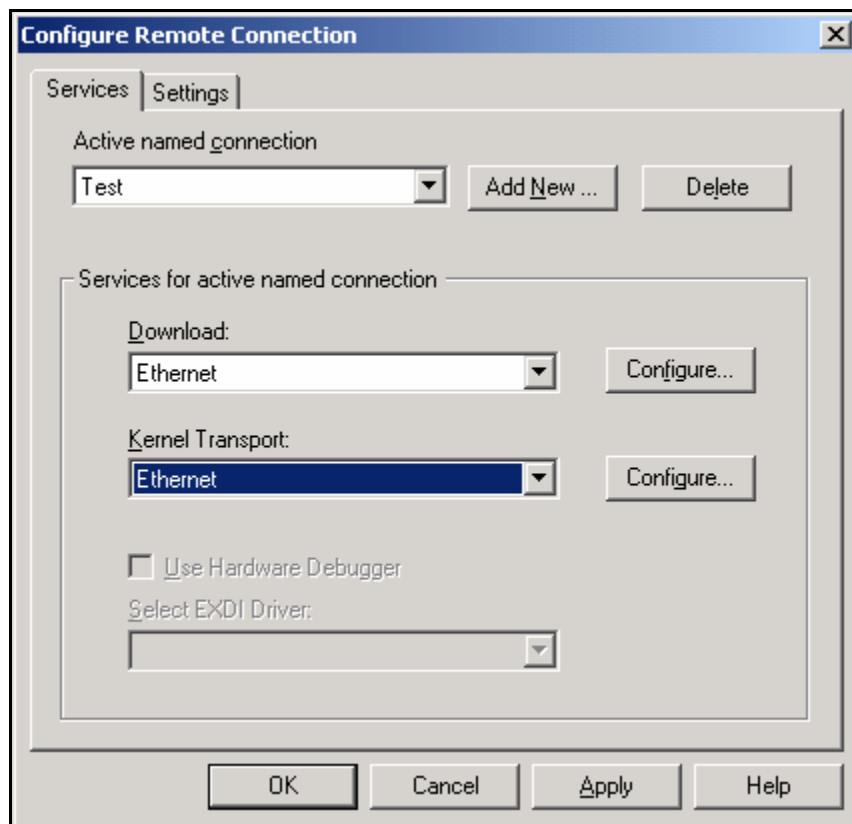 Configure Remote Connection
Services Settings
Active named connection
Test Add New ... Delete
Services for active named connection
Download:
Ethernet Configure...
Kernel Transport:
Ethernet Configure...
Use Hardware Debugger
Select EXDI Driver:
OK Cancel Apply Help